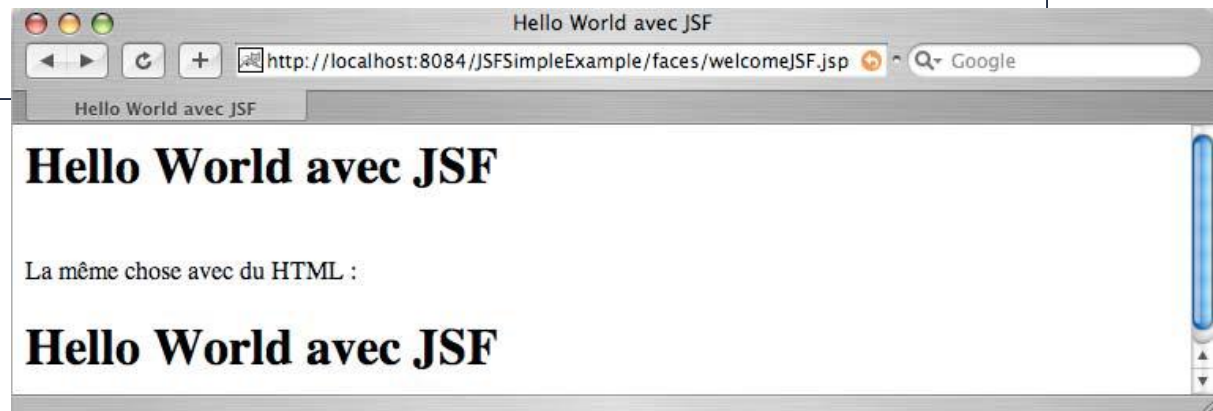 Hello World avec JSF
http://localhost:8084/JSFSimpleExample/faces/welcomeJSF.jsp
Google
Hello World avec JSF
Hello World avec JSF
La même chose avec du HTML :
Hello World avec JSF